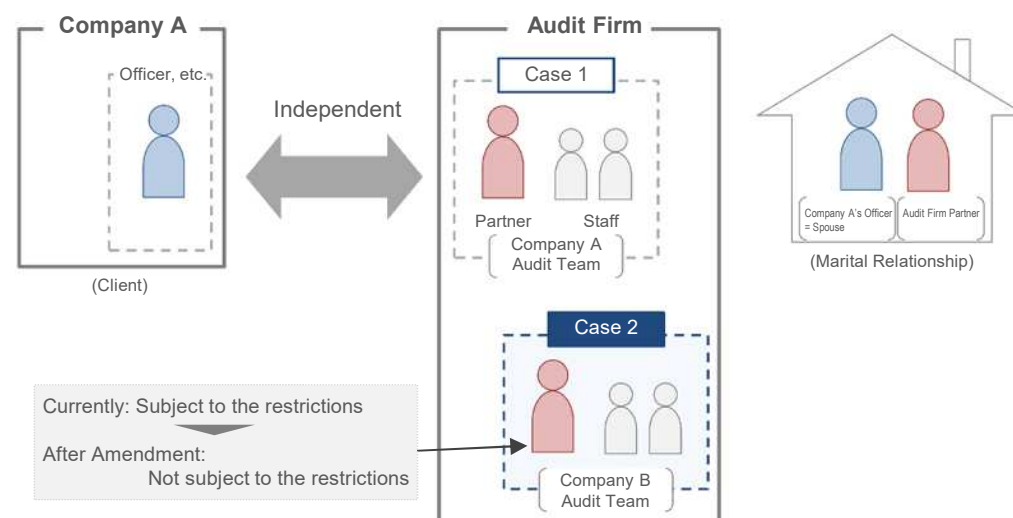 Company A
Officer, etc.
(Client)
Independent
Audit Firm
Case 1
Partner
Staff
Company A
Audit Team
Case 2
Company B
Audit Team
Company A's Officer
= Spouse
Audit Firm Partner
(Marital Relationship)
Currently: Subject to the restrictions
After Amendment:
Not subject to the restrictions